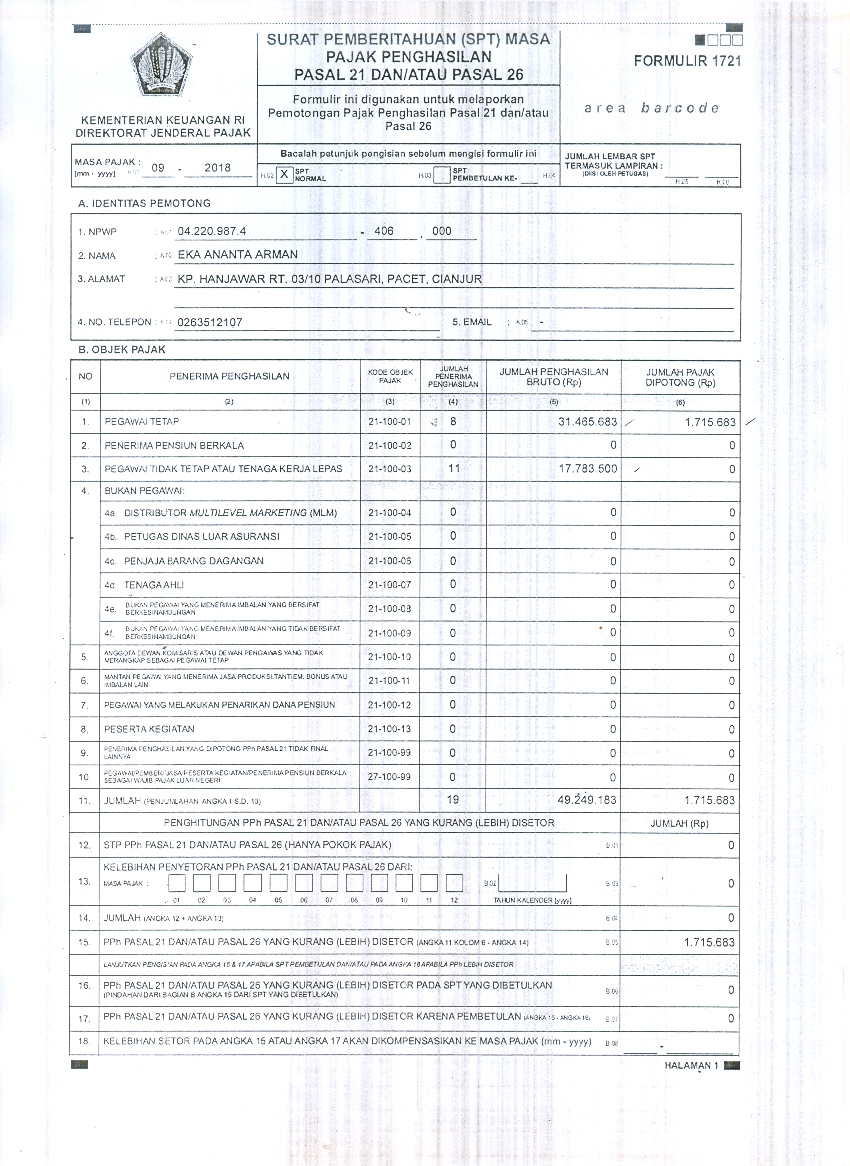 SURAT PEMBERITAHUAN (SPT) MASA
PAJAK PENGHASILAN
PASAL 21 DAN/ATAU PASAL 26
FORMULIR 1721
Formulir ini digunakan untuk melaporkan
Pemotongan Pajak Penghasilan Pasal 21 dan/atau
Pasal 26
area barcode
KEMENTERIAN KEUANGAN RI
DIREKTORAT JENDERAL PAJAK
MASA PAJAK :
[mm - yyyy] 09 - 2018
Bacalah petunjuk pengisian sebelum mengisi formulir ini
H.02 X SPT NORMAL
H.03 SPT PEMBETULAN KE- H.04
JUMLAH LEMBAR SPT
TERMASUK LAMPIRAN :
(DIISI OLEH PETUGAS)
H.05
A. IDENTITAS PEMOTONG
1. NPWP : 04.220.987.4 - 406 . 000
2. NAMA : EKA ANANTA ARMAN
3. ALAMAT : KP. HANJAWAR RT. 03/10 PALASARI, PACET, CIANJUR
4. NO. TELEPON : 0263512107 5. EMAIL : A.05 -
B. OBJEK PAJAK
NO PENERIMA PENGHASILAN KODE OBJEK PAJAK JUMLAH PENERIMA PENGHASILAN JUMLAH PENGHASILAN BRUTO (Rp) JUMLAH PAJAK DIPOTONG (Rp)
(1) (2) (3) (4) (5) (6)
1. PEGAWAI TETAP 21-100-01 8 31.465.683 1.715.683
2. PENERIMA PENSIUN BERKALA 21-100-02 0 0 0
3. PEGAWAI TIDAK TETAP ATAU TENAGA KERJA LEPAS 21-100-03 11 17.783.500 0
4. BUKAN PEGAWAI:
4a. DISTRIBUTOR MULTILEVEL MARKETING (MLM) 21-100-04 0 0 0
4b. PETUGAS DINAS LUAR ASURANSI 21-100-05 0 0 0
4c. PENJAJA BARANG DAGANGAN 21-100-06 0 0 0
4d. TENAGA AHLI 21-100-07 0 0 0
4e. BUKAN PEGAWAI YANG MENERIMA IMBALAN YANG BERSIFAT BERKESINAMBUNGAN 21-100-08 0 0 0
4f. BUKAN PEGAWAI YANG MENERIMA IMBALAN YANG TIDAK BERSIFAT BERKESINAMBUNGAN 21-100-09 0 0 0
5. ANGGOTA DEWAN KOMISARIS ATAU DEWAN PENGAWAS YANG TIDAK MERANGKAP SEBAGAI PEGAWAI TETAP 21-100-10 0 0 0
6. MANTAN PEGAWAI YANG MENERIMA JASA PRODUKSI, TANTIEM, BONUS ATAU IMBALAN LAIN 21-100-11 0 0 0
7. PEGAWAI YANG MELAKUKAN PENARIKAN DANA PENSIUN 21-100-12 0 0 0
8. PESERTA KEGIATAN 21-100-13 0 0 0
9. PENERIMA PENGHASILAN YANG DIPOTONG PPh PASAL 21 TIDAK FINAL LAINNYA 21-100-99 0 0 0
10. PEGAWAI/PEMBERI JASA/PESERTA KEGIATAN/PENERIMA PENSIUN BERKALA SEBAGAI WAJIB PAJAK LUAR NEGERI 27-100-99 0 0 0
11. JUMLAH (PENJUMLAHAN ANGKA 1 S.D. 10) 19 49.249.183 1.715.683
PENGHITUNGAN PPh PASAL 21 DAN/ATAU PASAL 26 YANG KURANG (LEBIH) DISETOR JUMLAH (Rp)
12. STP PPh PASAL 21 DAN/ATAU PASAL 26 (HANYA POKOK PAJAK) B.01 0
13. KELEBIHAN PENYETORAN PPh PASAL 21 DAN/ATAU PASAL 26 DARI:
MASA PAJAK : B.02 B.03 0
01 02 03 04 05 06 07 08 09 10 11 12 TAHUN KALENDER [yyyy]
14. JUMLAH (ANGKA 12 + ANGKA 13) B.04 0
15. PPh PASAL 21 DAN/ATAU PASAL 26 YANG KURANG (LEBIH) DISETOR (ANGKA 11 KOLOM 6 - ANGKA 14) B.05 1.715.683
LANJUTKAN PENGISIAN PADA ANGKA 16 & 17 APABILA SPT PEMBETULAN DAN/ATAU PADA ANGKA 18 APABILA PPh LEBIH DISETOR
16. PPh PASAL 21 DAN/ATAU PASAL 26 YANG KURANG (LEBIH) DISETOR PADA SPT YANG DIBETULKAN
(PINDAHAN DARI BAGIAN B ANGKA 15 DARI SPT YANG DIBETULKAN) B.06 0
17. PPh PASAL 21 DAN/ATAU PASAL 26 YANG KURANG (LEBIH) DISETOR KARENA PEMBETULAN (ANGKA 15 - ANGKA 16) B.07 0
18. KELEBIHAN SETOR PADA ANGKA 15 ATAU ANGKA 17 AKAN DIKOMPENSASIKAN KE MASA PAJAK (mm - yyyy) B.08 -
HALAMAN 1